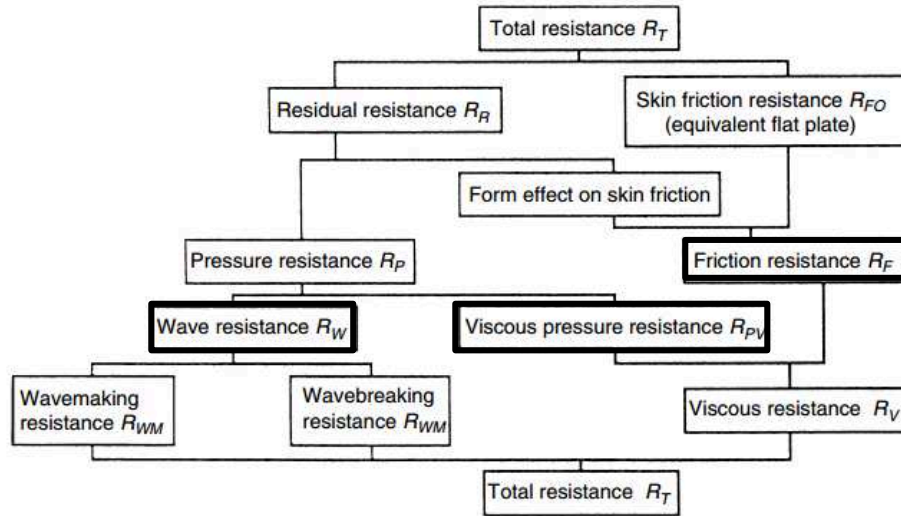 Total resistance R_T
Residual resistance R_R
Skin friction resistance R_FO
(equivalent flat plate)
Form effect on skin friction
Pressure resistance R_P
Friction resistance R_F
Wave resistance R_W
Viscous pressure resistance R_PV
Wavemaking
resistance R_WM
Wavebreaking
resistance R_WM
Viscous resistance R_V
Total resistance R_T